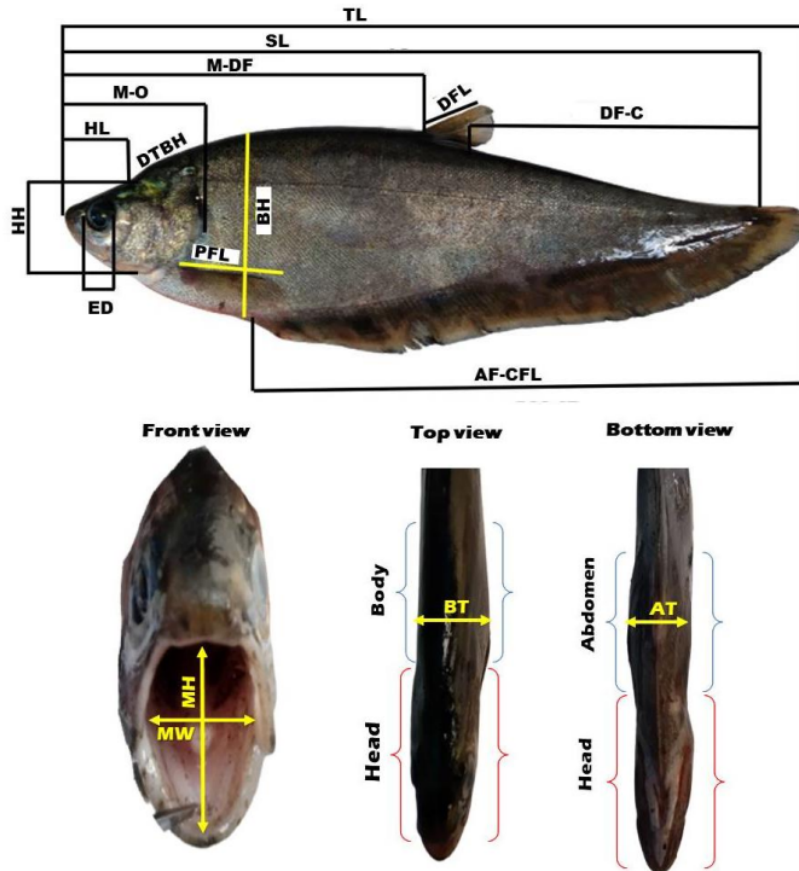 TL
SL
M-DF
M-O
DFL
DF-C
HL
DTBH
HH
BH
PFL
ED
AF-CFL
Front view
Top view
Bottom view
Body
BT
Abdomen
AT
MH
MW
Head
Head